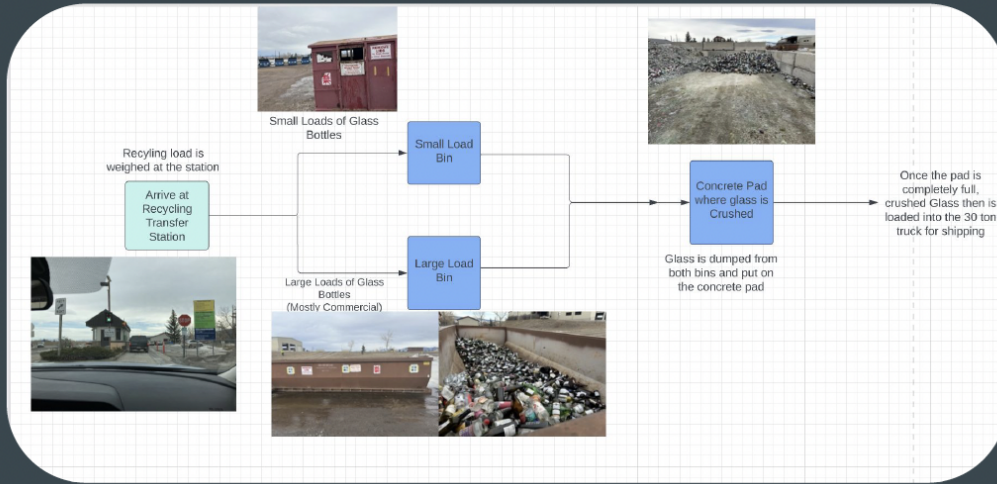 Small Loads of Glass
Bottles
Recyling load is
weighed at the station
Arrive at
Recycling
Transfer
Station
Small Load
Bin
Large Load
Bin
Large Loads of Glass
Bottles
(Mostly Commercial)
Concrete Pad
where glass is
Crushed
Glass is dumped from
both bins and put on
the concrete pad
Once the pad is
completely full,
crushed Glass then is
loaded into the 30 ton
truck for shipping